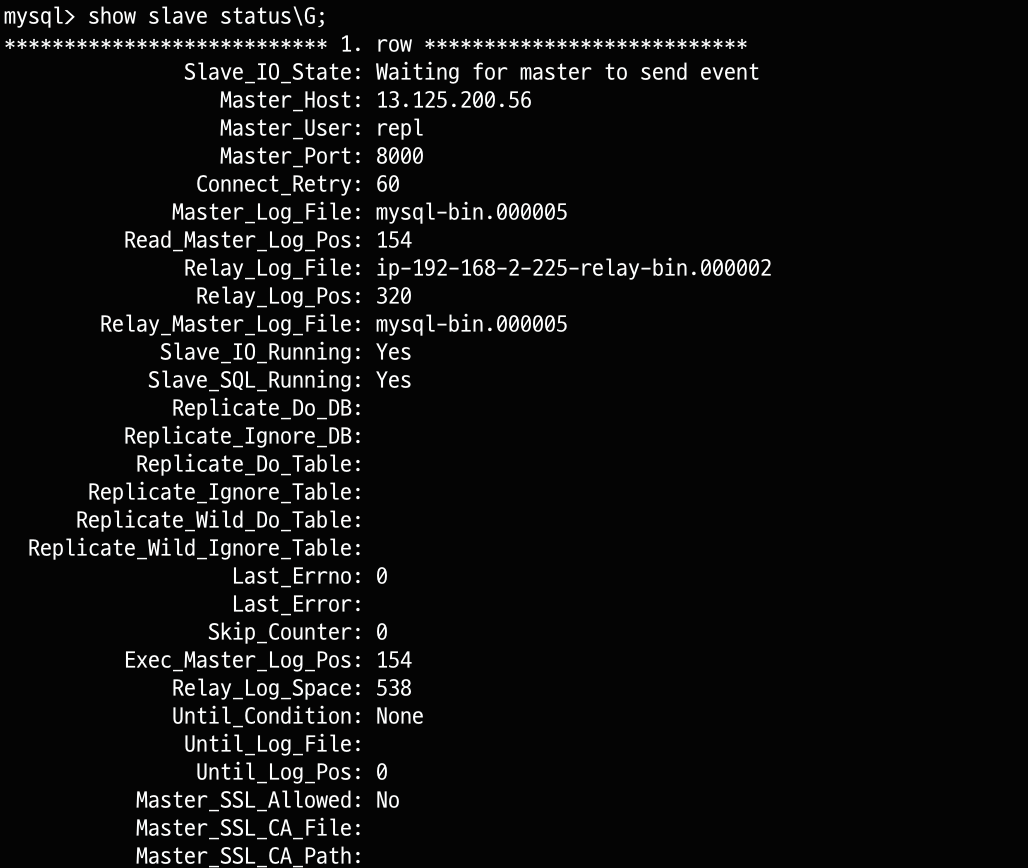 mysql> show slave status\G;
*************************** 1. row ***************************
Slave_IO_State: Waiting for master to send event
Master_Host: 13.125.200.56
Master_User: repl
Master_Port: 8000
Connect_Retry: 60
Master_Log_File: mysql-bin.000005
Read_Master_Log_Pos: 154
Relay_Log_File: ip-192-168-2-225-relay-bin.000002
Relay_Log_Pos: 320
Relay_Master_Log_File: mysql-bin.000005
Slave_IO_Running: Yes
Slave_SQL_Running: Yes
Replicate_Do_DB:
Replicate_Ignore_DB:
Replicate_Do_Table:
Replicate_Ignore_Table:
Replicate_Wild_Do_Table:
Replicate_Wild_Ignore_Table:
Last_Errno: 0
Last_Error:
Skip_Counter: 0
Exec_Master_Log_Pos: 154
Relay_Log_Space: 538
Until_Condition: None
Until_Log_File:
Until_Log_Pos: 0
Master_SSL_Allowed: No
Master_SSL_CA_File:
Master_SSL_CA_Path: